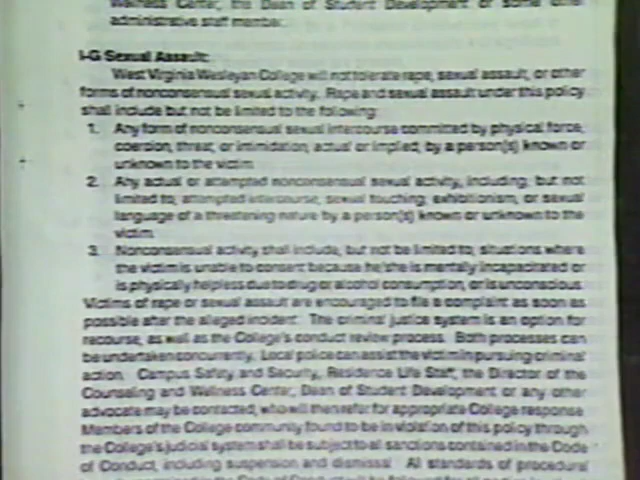 Wellness Center, the Dean of Student Development or some other
administrative staff member.
I-G Sexual Assault:
West Virginia Wesleyan College will not tolerate rape, sexual assault, or other
forms of nonconsensual sexual activity. Rape and sexual assault under this policy
shall include but not be limited to the following:
1. Any form of nonconsensual sexual intercourse committed by physical force,
coersion, threat, or intimidation, actual or implied, by a person(s) known or
unknown to the victim.
2. Any actual or attempted nonconsensual sexual activity, including, but not
limited to, attempted intercourse, sexual touching, exhibitionism, or sexual
language of a threatening nature by a person(s) known or unknown to the
victim.
3. Nonconsensual activity shall include, but not be limited to, situations where
the victim is unable to consent because he/she is mentally incapacitated or
is physically helpless due to drug or alcohol consumption, or is unconscious.
Victims of rape or sexual assault are encouraged to file a complaint as soon as
possible after the alleged incident. The criminal justice system is an option for
recourse, as well as the College's conduct review process. Both processes can
be undertaken concurrently. Local police can assist the victim in pursuing criminal
action. Campus Safety and Security, Residence Life Staff, the Director of the
Counseling and Wellness Center, Dean of Student Development or any other
advocate may be contacted, who will then refer for appropriate College response.
Members of the College community found to be in violation of this policy through
the College's judicial system shall be subject to all sanctions contained in the Code
of Conduct, including suspension and dismissal. All standards of procedural